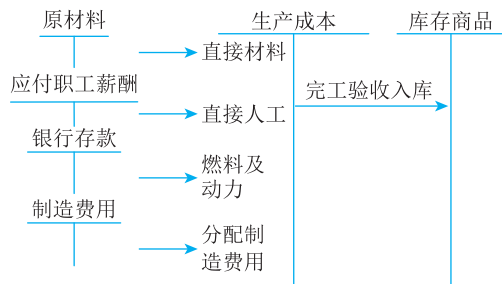 原材料
生产成本
库存商品
直接材料
应付职工薪酬
完工验收入库
直接人工
银行存款
燃料及
动力
制造费用
分配制
造费用